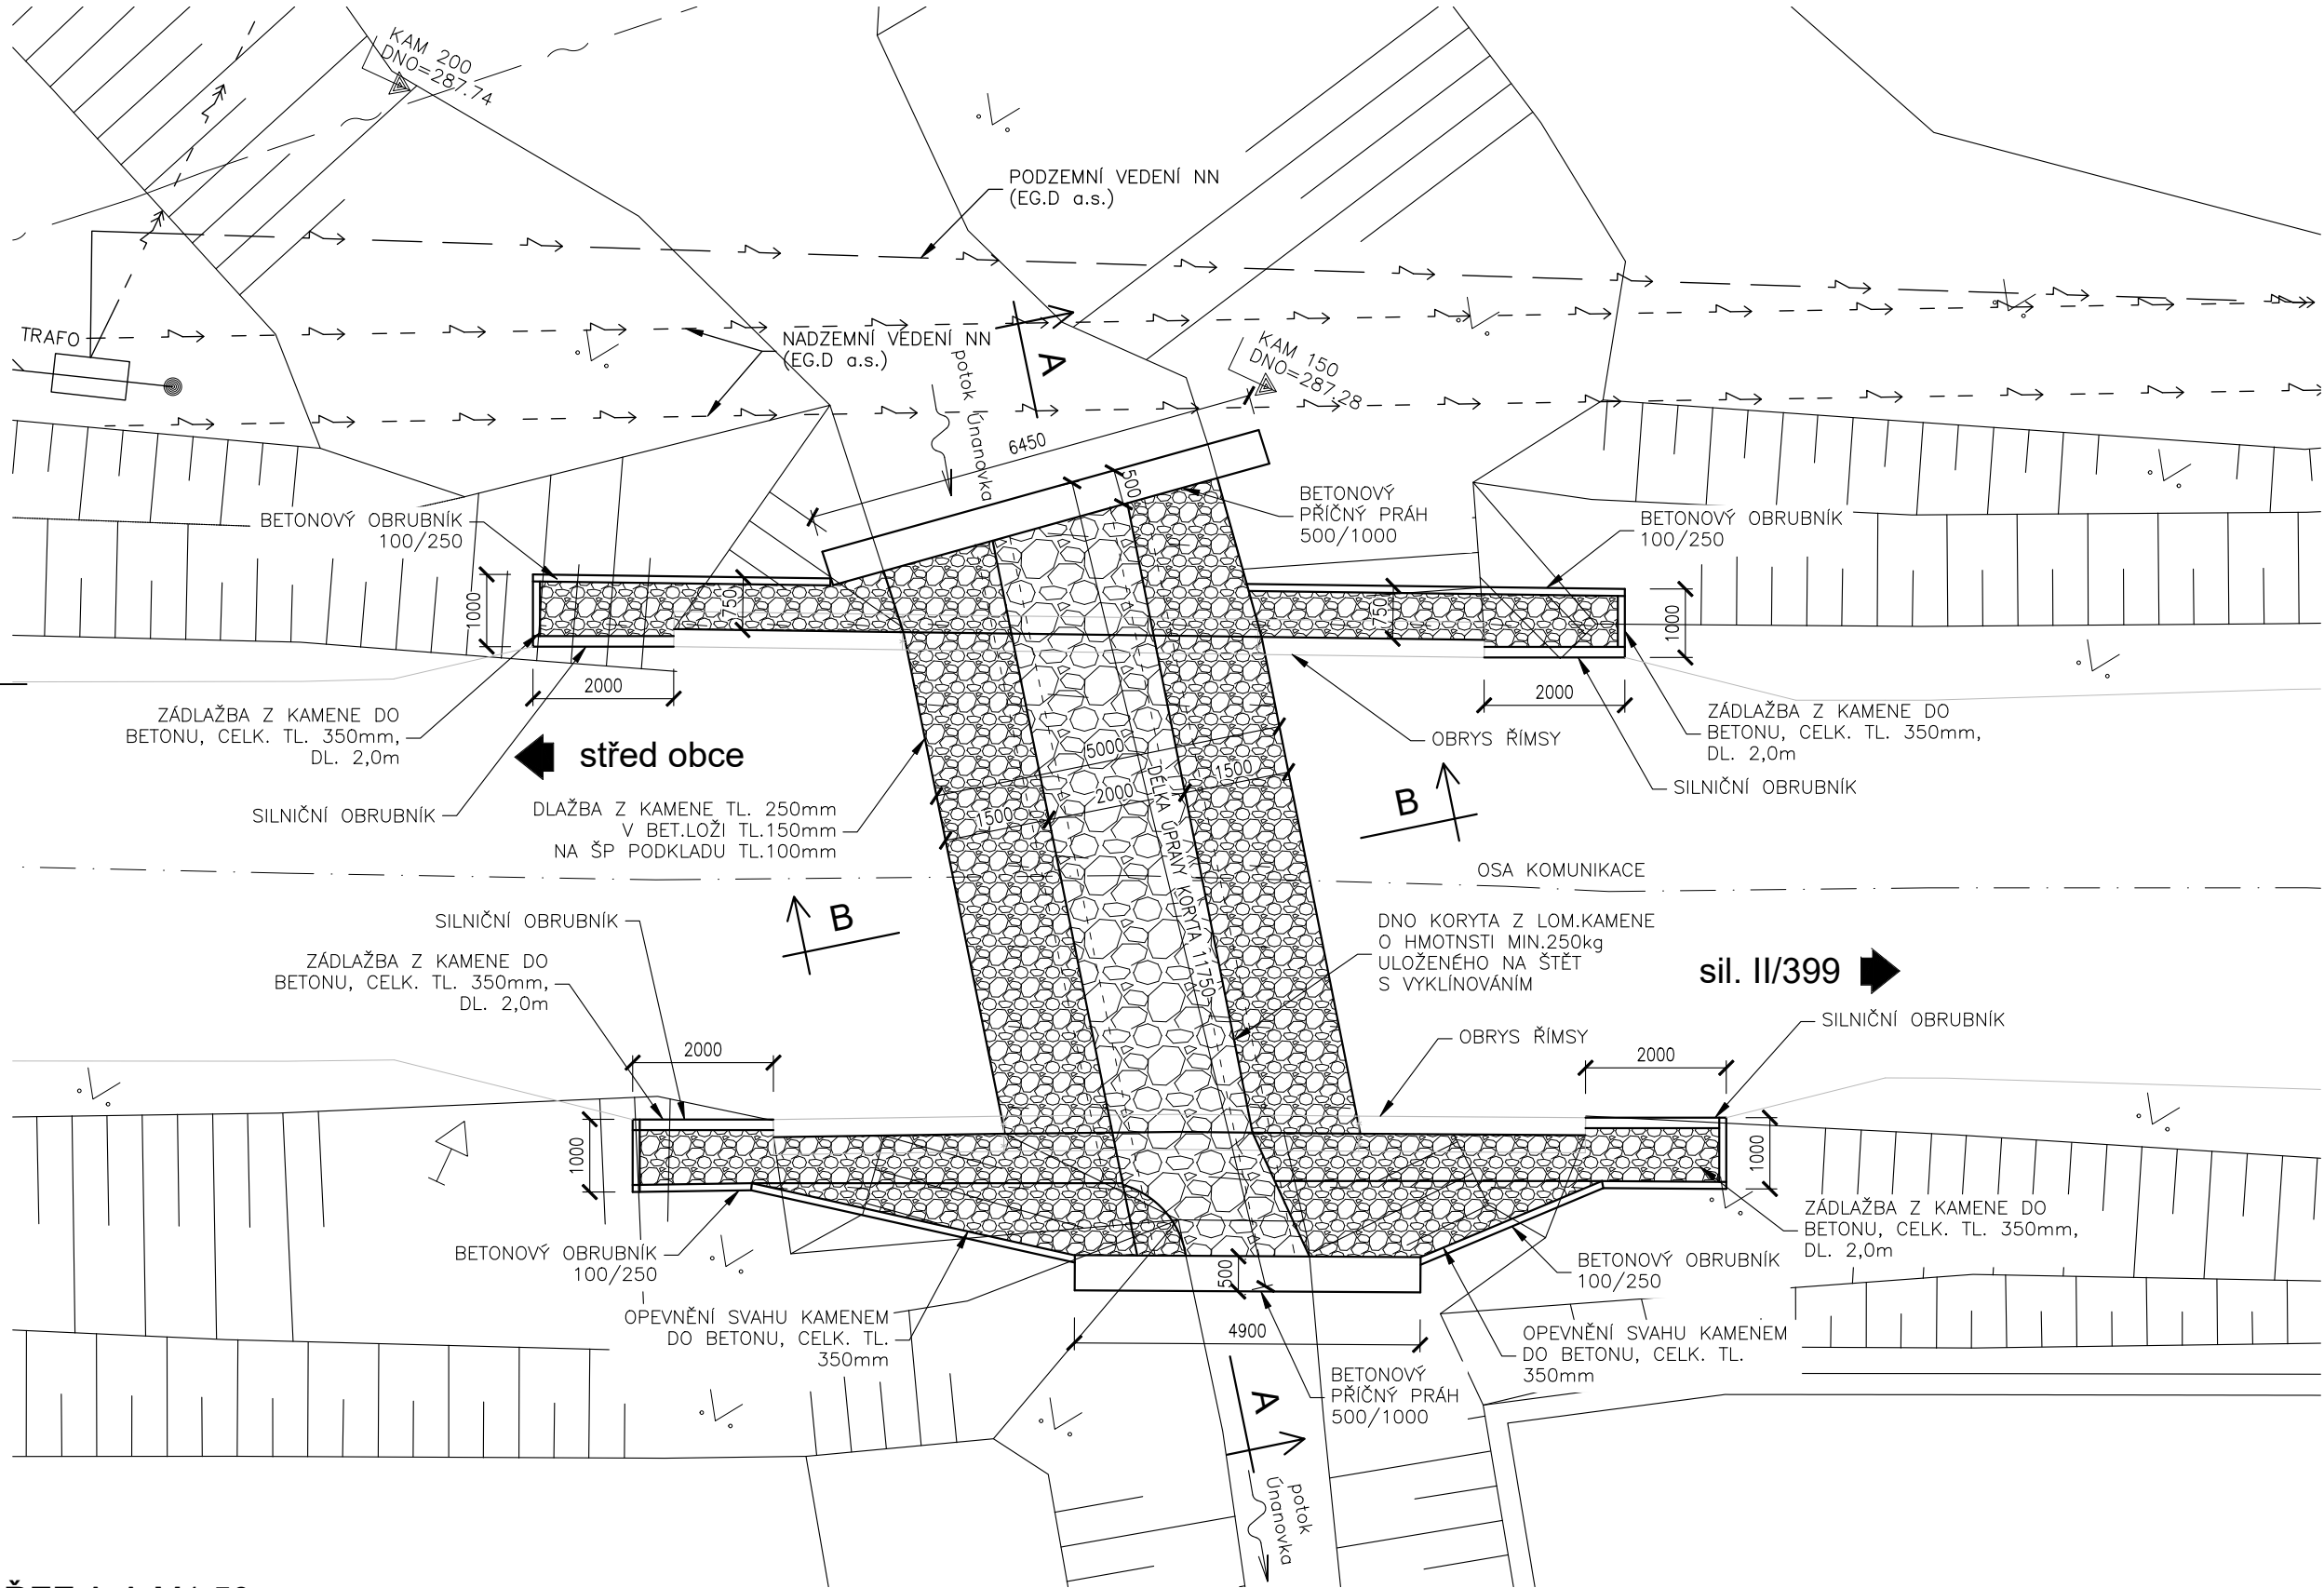 KAM 200
DNO=287.74
PODZEMNÍ VEDENÍ NN
(EG.D a.s.)
TRAFO
NADZEMNÍ VEDENÍ NN
(EG.D a.s.)
A
KAM 150
DNO=287.28
potok
Únanovka
6450
500
BETONOVÝ
PŘÍČNÝ PRÁH
500/1000
BETONOVÝ OBRUBNÍK
100/250
BETONOVÝ OBRUBNÍK
100/250
1000
750
750
1000
2000
2000
ZÁDLAŽBA Z KAMENE DO
BETONU, CELK. TL. 350mm,
DL. 2,0m
ZÁDLAŽBA Z KAMENE DO
BETONU, CELK. TL. 350mm,
DL. 2,0m
OBRYS ŘÍMSY
střed obce
SILNIČNÍ OBRUBNÍK
SILNIČNÍ OBRUBNÍK
5000
1500
2000
1500
DÉLKA ÚPRAVY KORYTA 11750
DLAŽBA Z KAMENE TL. 250mm
V BET.LOŽI TL.150mm
NA ŠP PODKLADU TL.100mm
B
OSA KOMUNIKACE
B
SILNIČNÍ OBRUBNÍK
DNO KORYTA Z LOM.KAMENE
O HMOTNSTI MIN.250kg
ULOŽENÉHO NA ŠTĚT
S VYKLÍNOVÁNÍM
ZÁDLAŽBA Z KAMENE DO
BETONU, CELK. TL. 350mm,
DL. 2,0m
sil. II/399
SILNIČNÍ OBRUBNÍK
OBRYS ŘÍMSY
2000
2000
1000
1000
ZÁDLAŽBA Z KAMENE DO
BETONU, CELK. TL. 350mm,
DL. 2,0m
BETONOVÝ OBRUBNÍK
100/250
BETONOVÝ OBRUBNÍK
100/250
500
OPEVNĚNÍ SVAHU KAMENEM
DO BETONU, CELK. TL.
350mm
4900
OPEVNĚNÍ SVAHU KAMENEM
DO BETONU, CELK. TL.
350mm
BETONOVÝ
PŘÍČNÝ PRÁH
500/1000
A
potok
Únanovka